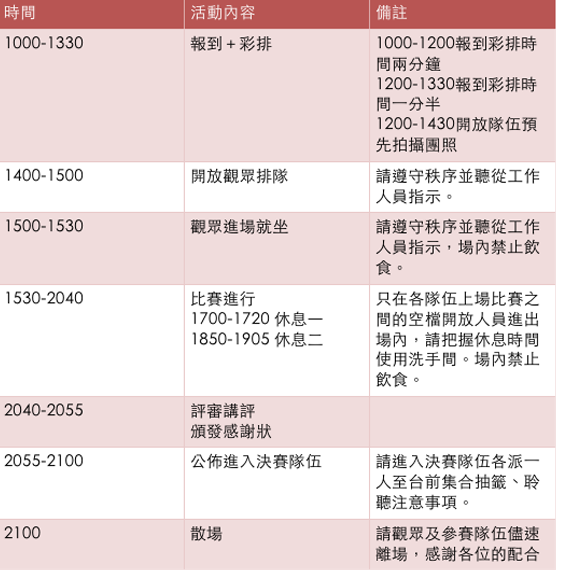 時間 活動內容 備註
1000-1330 報到＋彩排 1000-1200報到彩排時
間兩分鐘
1200-1330報到彩排時
間一分半
1200-1430開放隊伍預
先拍攝團照
1400-1500 開放觀眾排隊 請遵守秩序並聽從工作
人員指示。
1500-1530 觀眾進場就坐 請遵守秩序並聽從工作
人員指示，場內禁止飲
食。
1530-2040 比賽進行 只在各隊伍上場比賽之
1700-1720 休息一 間的空檔開放人員進出
1850-1905 休息二 場內，請把握休息時間
使用洗手間。場內禁止
飲食。
2040-2055 評審講評
頒發感謝狀
2055-2100 公佈進入決賽隊伍 請進入決賽隊伍各派一
人至台前集合抽籤、聆
聽注意事項。
2100 散場 請觀眾及參賽隊伍儘速
離場，感謝各位的配合